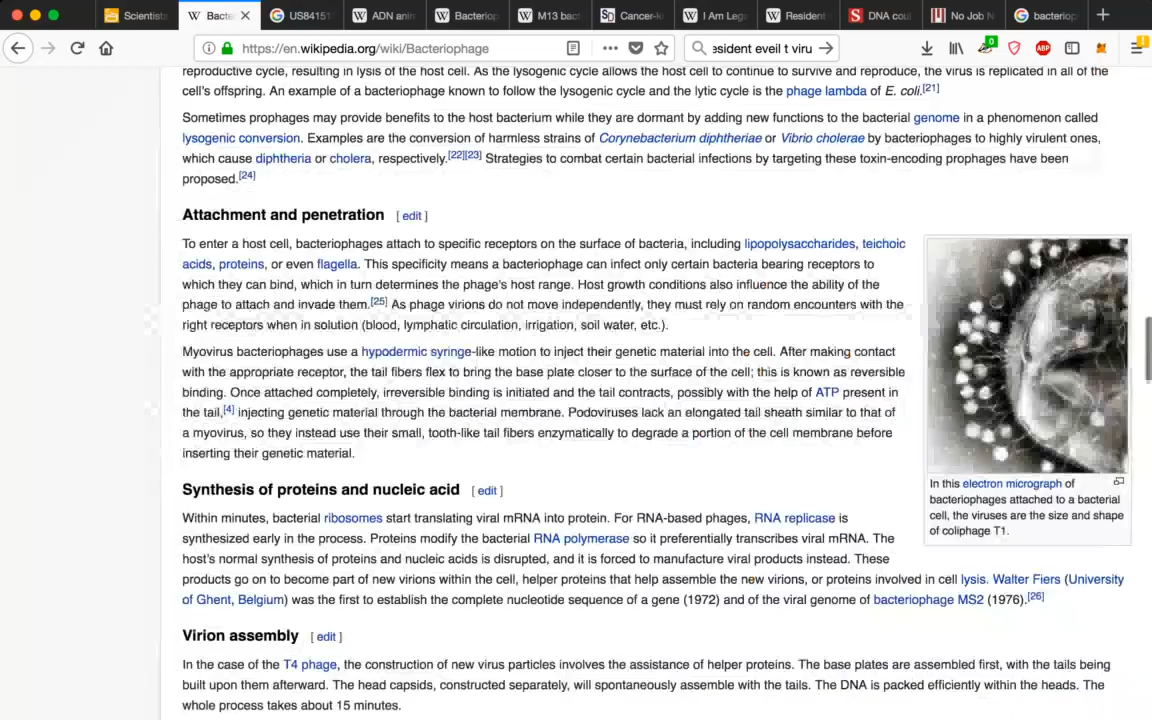 Scientist
W Bact
US8415
ADN anim
W Bacteriop
W M13 bac
Cancer-k
W I Am Leg
W Resident
DNA cou
No Job N
bacteriop
https://en.wikipedia.org/wiki/Bacteriophage
esident eveil t viru
0
ABP
reproductive cycle, resulting in lysis of the host cell. As the lysogenic cycle allows the host cell to continue to survive and reproduce, the virus is replicated in all of the
cell's offspring. An example of a bacteriophage known to follow the lysogenic cycle and the lytic cycle is the phage lambda of E. coli.[21]
Sometimes prophages may provide benefits to the host bacterium while they are dormant by adding new functions to the bacterial genome in a phenomenon called
lysogenic conversion. Examples are the conversion of harmless strains of Corynebacterium diphtheriae or Vibrio cholerae by bacteriophages to highly virulent ones,
which cause diphtheria or cholera, respectively.[22][23] Strategies to combat certain bacterial infections by targeting these toxin-encoding prophages have been
proposed.[24]
Attachment and penetration [ edit ]
To enter a host cell, bacteriophages attach to specific receptors on the surface of bacteria, including lipopolysaccharides, teichoic
acids, proteins, or even flagella. This specificity means a bacteriophage can infect only certain bacteria bearing receptors to
which they can bind, which in turn determines the phage's host range. Host growth conditions also influence the ability of the
phage to attach and invade them.[25] As phage virions do not move independently, they must rely on random encounters with the
right receptors when in solution (blood, lymphatic circulation, irrigation, soil water, etc.).
Myovirus bacteriophages use a hypodermic syringe-like motion to inject their genetic material into the cell. After making contact
with the appropriate receptor, the tail fibers flex to bring the base plate closer to the surface of the cell; this is known as reversible
binding. Once attached completely, irreversible binding is initiated and the tail contracts, possibly with the help of ATP present in
the tail,[4] injecting genetic material through the bacterial membrane. Podoviruses lack an elongated tail sheath similar to that of
a myovirus, so they instead use their small, tooth-like tail fibers enzymatically to degrade a portion of the cell membrane before
inserting their genetic material.
In this electron micrograph of
bacteriophages attached to a bacterial
cell, the viruses are the size and shape
of coliphage T1.
Synthesis of proteins and nucleic acid [ edit ]
Within minutes, bacterial ribosomes start translating viral mRNA into protein. For RNA-based phages, RNA replicase is
synthesized early in the process. Proteins modify the bacterial RNA polymerase so it preferentially transcribes viral mRNA. The
host's normal synthesis of proteins and nucleic acids is disrupted, and it is forced to manufacture viral products instead. These
products go on to become part of new virions within the cell, helper proteins that help assemble the new virions, or proteins involved in cell lysis. Walter Fiers (University
of Ghent, Belgium) was the first to establish the complete nucleotide sequence of a gene (1972) and of the viral genome of bacteriophage MS2 (1976).[26]
Virion assembly [ edit ]
In the case of the T4 phage, the construction of new virus particles involves the assistance of helper proteins. The base plates are assembled first, with the tails being
built upon them afterward. The head capsids, constructed separately, will spontaneously assemble with the tails. The DNA is packed efficiently within the heads. The
whole process takes about 15 minutes.